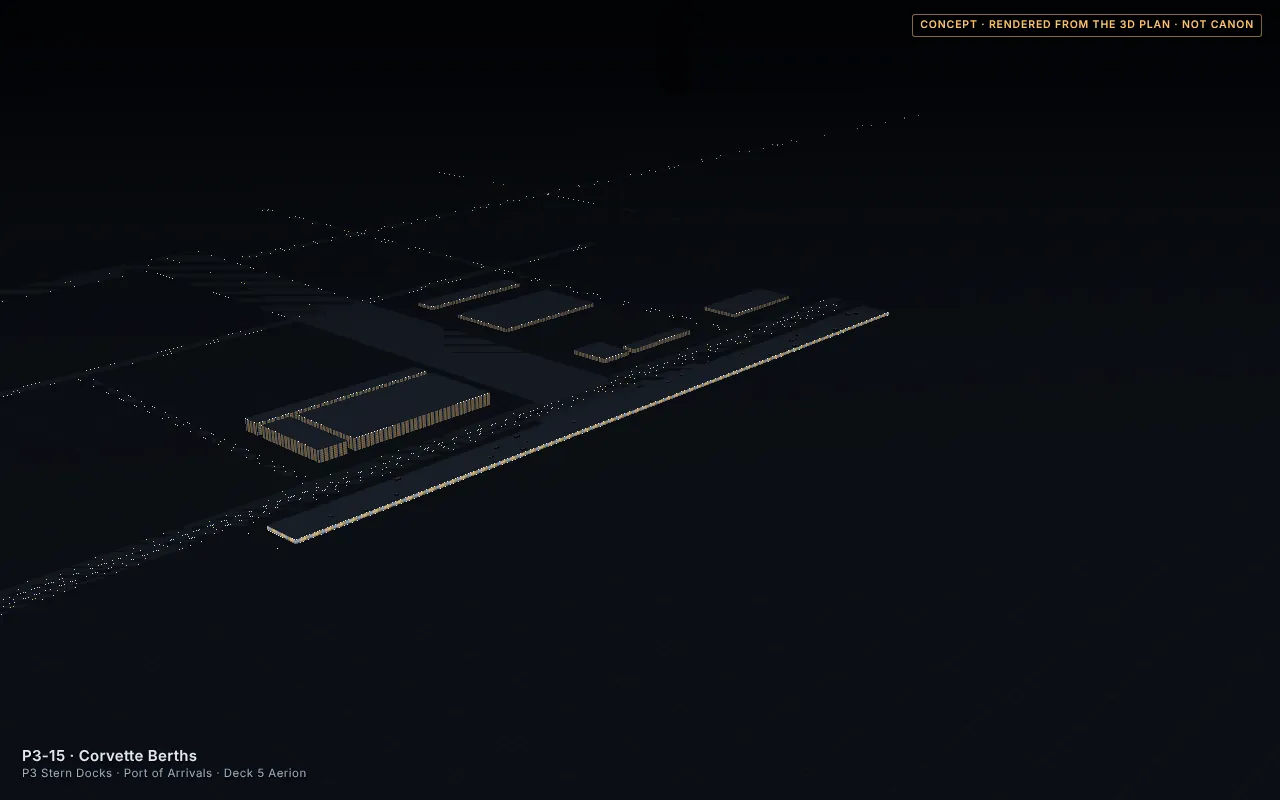 CONCEPT · RENDERED FROM THE 3D PLAN · NOT CANON
P3-15 · Corvette Berths
P3 Stern Docks · Port of Arrivals · Deck 5 Aerion